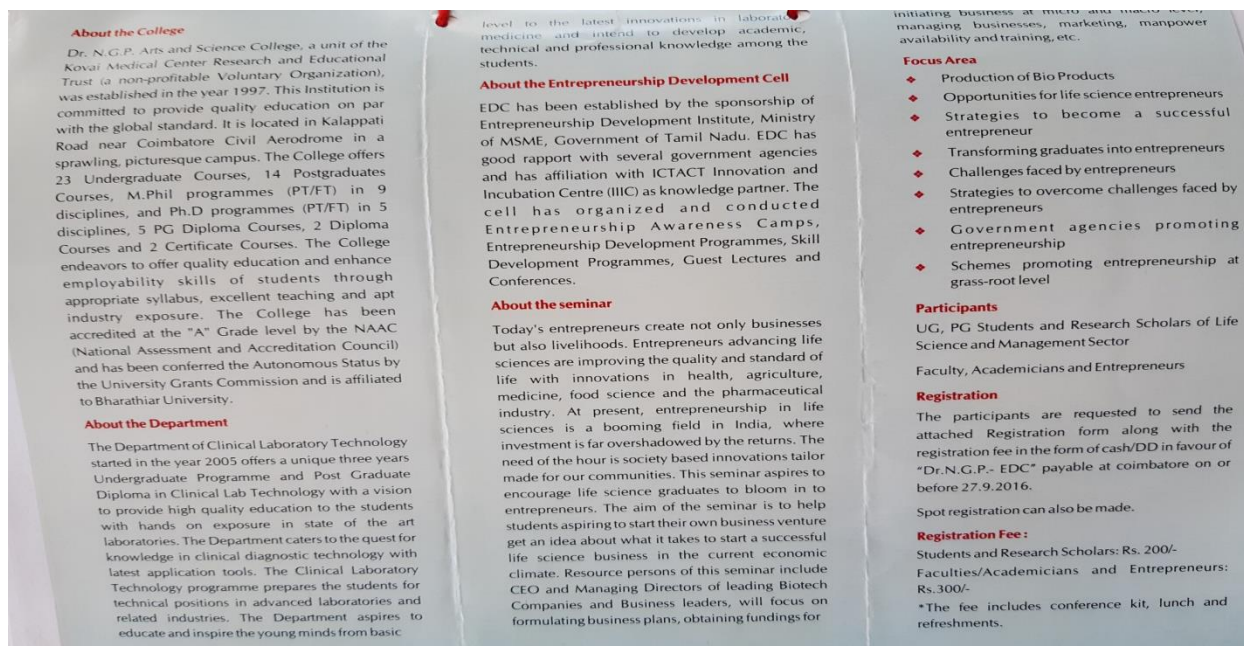 About the College
Dr. N.G.P. Arts and Science College, a unit of the
Kovai Medical Center Research and Educational
Trust (a non-profitable Voluntary Organization),
was established in the year 1997. This Institution is
committed to provide quality education on par
with the global standard. It is located in Kalappati
Road near Coimbatore Civil Aerodrome in a
sprawling, picturesque campus. The College offers
23 Undergraduate Courses, 14 Postgraduates
Courses, M.Phil programmes (PT/FT) in 9
disciplines, and Ph.D programmes (PT/FT) in 5
disciplines, 5 PG Diploma Courses, 2 Diploma
Courses and 2 Certificate Courses. The College
endeavors to offer quality education and enhance
employability skills of students through
appropriate syllabus, excellent teaching and apt
industry exposure. The College has been
accredited at the "A" Grade level by the NAAC
(National Assessment and Accreditation Council)
and has been conferred the Autonomous Status by
the University Grants Commission and is affiliated
to Bharathiar University.
About the Department
The Department of Clinical Laboratory Technology
started in the year 2005 offers a unique three years
Undergraduate Programme and Post Graduate
Diploma in Clinical Lab Technology with a vision
to provide high quality education to the students
with hands on exposure in state of the art
laboratories. The Department caters to the quest for
knowledge in clinical diagnostic technology with
latest application tools. The Clinical Laboratory
Technology programme prepares the students for
technical positions in advanced laboratories and
related industries. The Department aspires to
educate and inspire the young minds from basic
level to the latest innovations in laboratory
medicine and intend to develop academic,
technical and professional knowledge among the
students.
About the Entrepreneurship Development Cell
EDC has been established by the sponsorship of
Entrepreneurship Development Institute, Ministry
of MSME, Government of Tamil Nadu. EDC has
good rapport with several government agencies
and has affiliation with ICTACT Innovation and
Incubation Centre (IIIC) as knowledge partner. The
cell has organized and conducted
Entrepreneurship Awareness Camps,
Entrepreneurship Development Programmes, Skill
Development Programmes, Guest Lectures and
Conferences.
About the seminar
Today's entrepreneurs create not only businesses
but also livelihoods. Entrepreneurs advancing life
sciences are improving the quality and standard of
life with innovations in health, agriculture,
medicine, food science and the pharmaceutical
industry. At present, entrepreneurship in life
sciences is a booming field in India, where
investment is far overshadowed by the returns. The
need of the hour is society based innovations tailor
made for our communities. This seminar aspires to
encourage life science graduates to bloom in to
entrepreneurs. The aim of the seminar is to help
students aspiring to start their own business venture
get an idea about what it takes to start a successful
life science business in the current economic
climate. Resource persons of this seminar include
CEO and Managing Directors of leading Biotech
Companies and Business leaders, will focus on
formulating business plans, obtaining fundings for
initiating business at micro and macro level,
managing businesses, marketing, manpower
availability and training, etc.
Focus Area
❖ Production of Bio Products
❖ Opportunities for life science entrepreneurs
❖ Strategies to become a successful
entrepreneur
❖ Transforming graduates into entrepreneurs
❖ Challenges faced by entrepreneurs
❖ Strategies to overcome challenges faced by
entrepreneurs
❖ Government agencies promoting
entrepreneurship
❖ Schemes promoting entrepreneurship at
grass-root level
Participants
UG, PG Students and Research Scholars of Life
Science and Management Sector
Faculty, Academicians and Entrepreneurs
Registration
The participants are requested to send the
attached Registration form along with the
registration fee in the form of cash/DD in favour of
"Dr.N.G.P.- EDC" payable at coimbatore on or
before 27.9.2016.
Spot registration can also be made.
Registration Fee :
Students and Research Scholars: Rs. 200/-
Faculties/Academicians and Entrepreneurs:
Rs.300/-
*The fee includes conference kit, lunch and
refreshments.